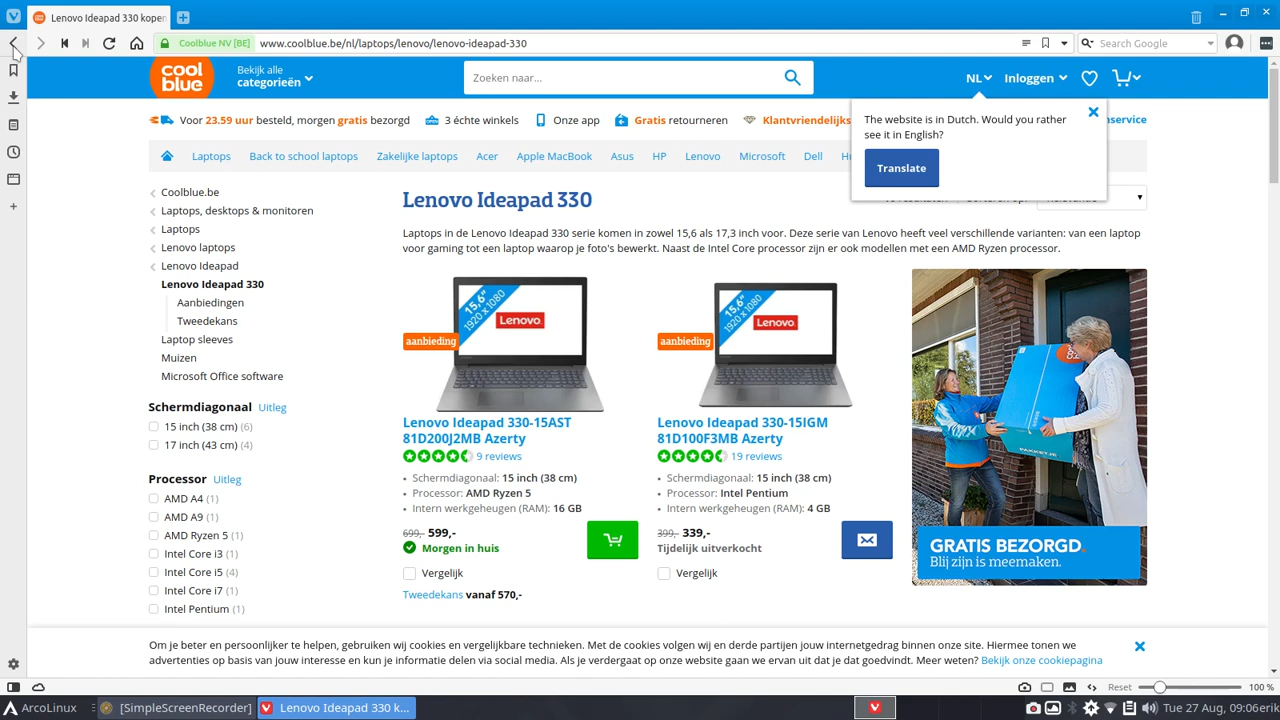 Lenovo Ideapad 330 kopen
Coolblue NV [BE]
www.coolblue.be/nl/laptops/lenovo/lenovo-ideapad-330
Search Google
cool
blue
Bekijk alle
categorieën
Zoeken naar...
NL
Inloggen
Voor 23.59 uur besteld, morgen gratis bezorgd
3 échte winkels
Onze app
Gratis retourneren
Klantvriendelijks
nservice
The website is in Dutch. Would you rather
see it in English?
Translate
Laptops
Back to school laptops
Zakelijke laptops
Acer
Apple MacBook
Asus
HP
Lenovo
Microsoft
Dell
Coolblue.be
Laptops, desktops & monitoren
Laptops
Lenovo laptops
Lenovo Ideapad
Lenovo Ideapad 330
Aanbiedingen
Tweedekans
Laptop sleeves
Muizen
Microsoft Office software
Schermdiagonaal Uitleg
15 inch (38 cm) (6)
17 inch (43 cm) (4)
Processor Uitleg
AMD A4 (1)
AMD A9 (1)
AMD Ryzen 5 (1)
Intel Core i3 (1)
Intel Core i5 (4)
Intel Core i7 (1)
Intel Pentium (1)
Lenovo Ideapad 330
Laptops in de Lenovo Ideapad 330 serie komen in zowel 15,6 als 17,3 inch voor. Deze serie van Lenovo heeft veel verschillende varianten: van een laptop
voor gaming tot een laptop waarop je foto's bewerkt. Naast de Intel Core processor zijn er ook modellen met een AMD Ryzen processor.
15,6"
1920 x 1080
Lenovo
aanbieding
Lenovo Ideapad 330-15AST
81D200J2MB Azerty
9 reviews
Schermdiagonaal: 15 inch (38 cm)
Processor: AMD Ryzen 5
Intern werkgeheugen (RAM): 16 GB
699,- 599,-
Morgen in huis
Vergelijk
Tweedekans vanaf 570,-
15,6"
1920 x 1080
Lenovo
aanbieding
Lenovo Ideapad 330-15IGM
81D100F3MB Azerty
19 reviews
Schermdiagonaal: 15 inch (38 cm)
Processor: Intel Pentium
Intern werkgeheugen (RAM): 4 GB
399,- 339,-
Tijdelijk uitverkocht
Vergelijk
GRATIS BEZORGD.
Blij zijn is meemaken.
Om je beter en persoonlijker te helpen, gebruiken wij cookies en vergelijkbare technieken. Met de cookies volgen wij en derde partijen jouw internetgedrag binnen onze site. Hiermee tonen we
advertenties op basis van jouw interesse en kun je informatie delen via social media. Als je verdergaat op onze website gaan we ervan uit dat je dat goedvindt. Meer weten? Bekijk onze cookiepagina
Reset
100 %
ArcoLinux
[SimpleScreenRecorder]
Lenovo Ideapad 330 k...
Tue 27 Aug, 09:06
erik